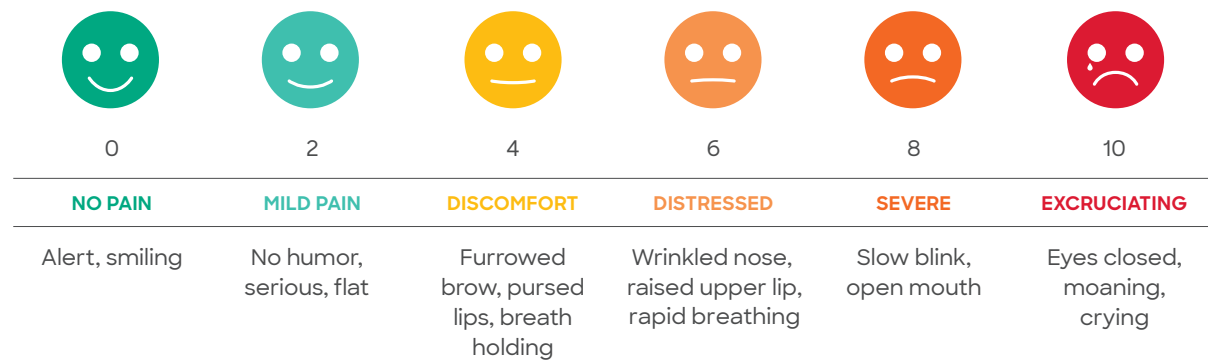 0 2 4 6 8 10
NO PAIN MILD PAIN DISCOMFORT DISTRESSED SEVERE EXCRUCIATING
Alert, smiling
No humor,
serious, flat
Furrowed
brow, pursed
lips, breath
holding
Wrinkled nose,
raised upper lip,
rapid breathing
Slow blink,
open mouth
Eyes closed,
moaning,
crying